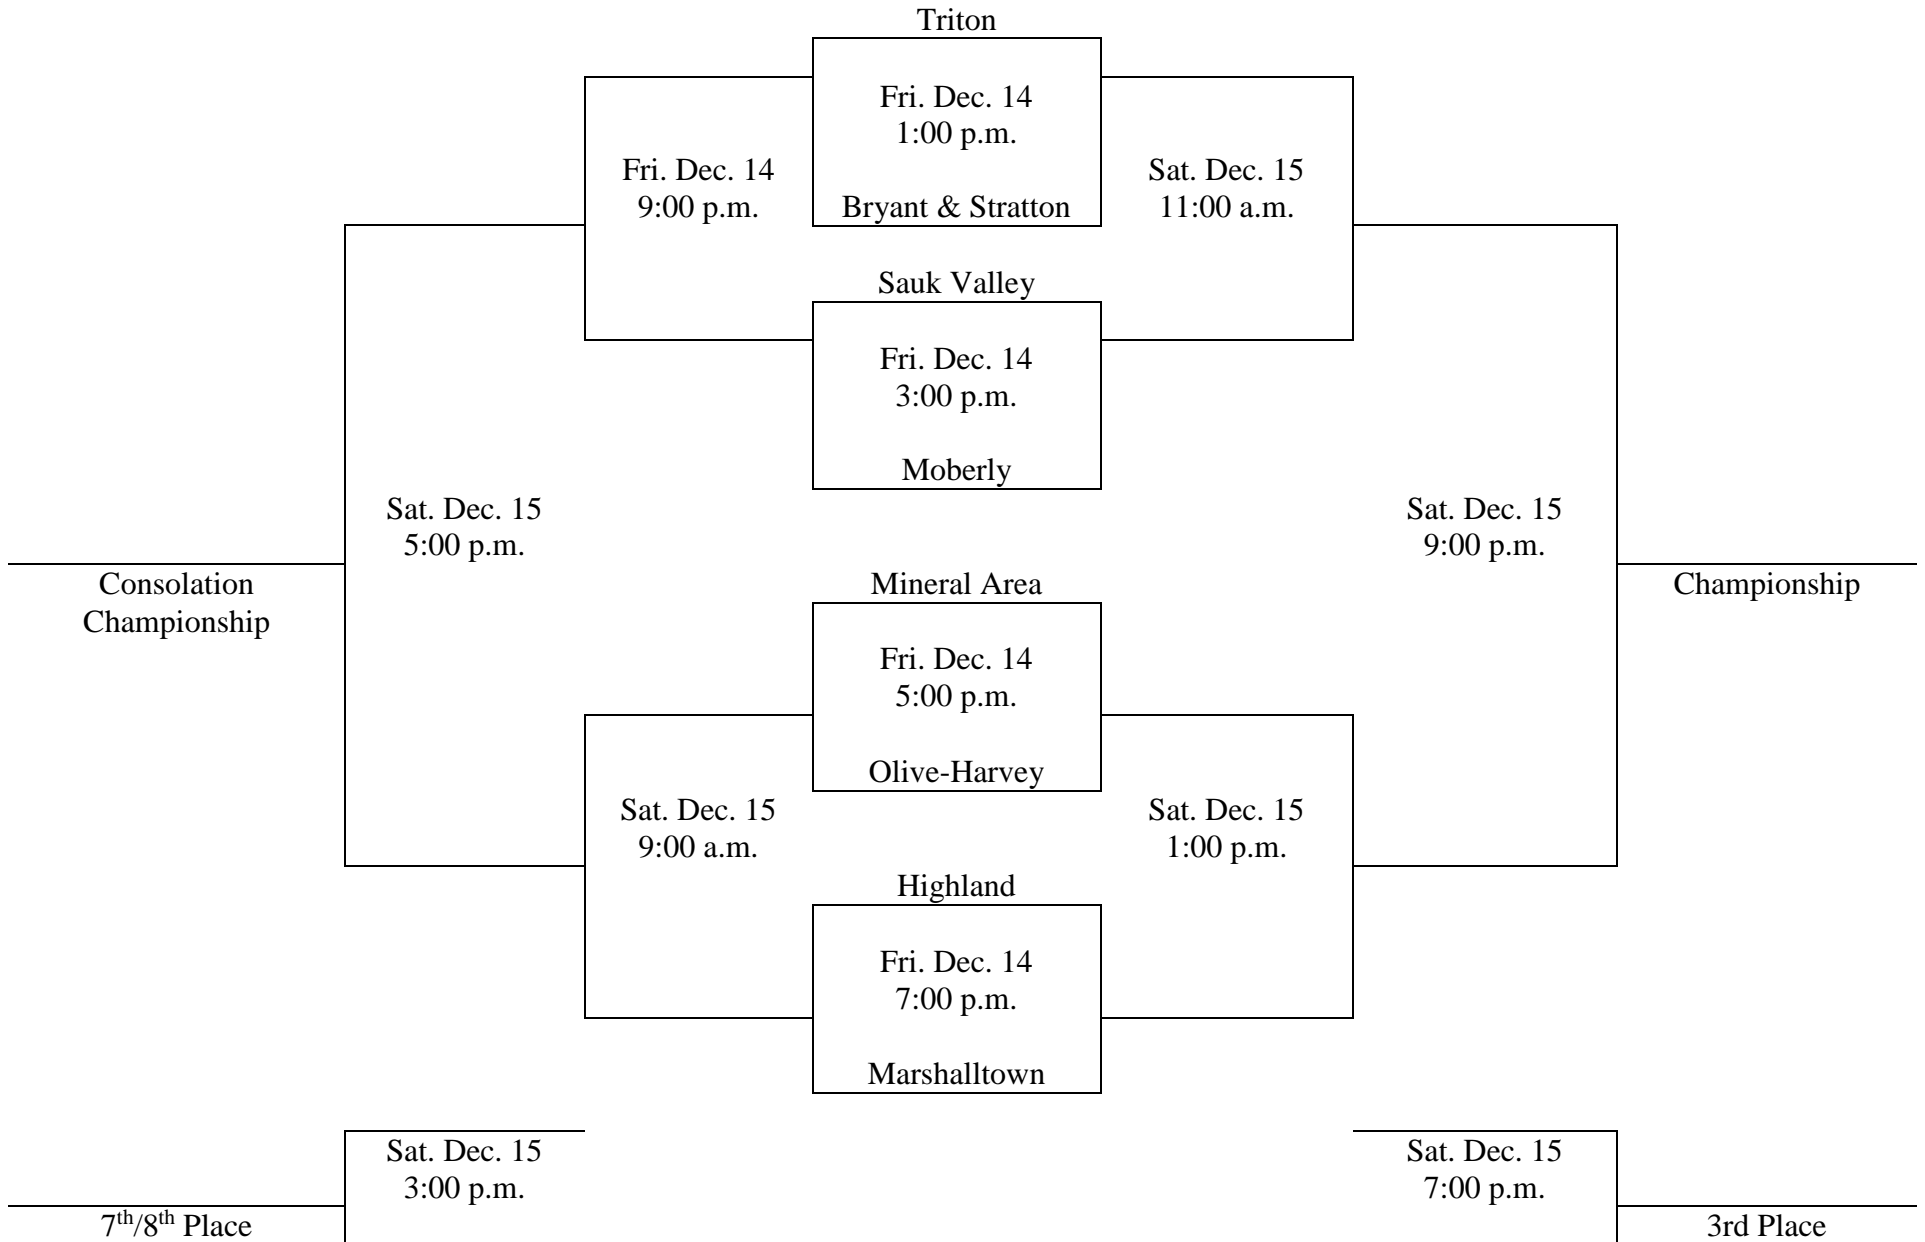 Triton
Fri. Dec. 14
1:00 p.m.
Fri. Dec. 14
9:00 p.m.
Sat. Dec. 15
11:00 a.m.
Bryant & Stratton
Sauk Valley
Fri. Dec. 14
3:00 p.m.
Moberly
Sat. Dec. 15
5:00 p.m.
Sat. Dec. 15
9:00 p.m.
Consolation
Championship
Mineral Area
Championship
Fri. Dec. 14
5:00 p.m.
Olive-Harvey
Sat. Dec. 15
9:00 a.m.
Sat. Dec. 15
1:00 p.m.
Highland
Fri. Dec. 14
7:00 p.m.
Marshalltown
Sat. Dec. 15
3:00 p.m.
Sat. Dec. 15
7:00 p.m.
7th/8th Place
3rd Place